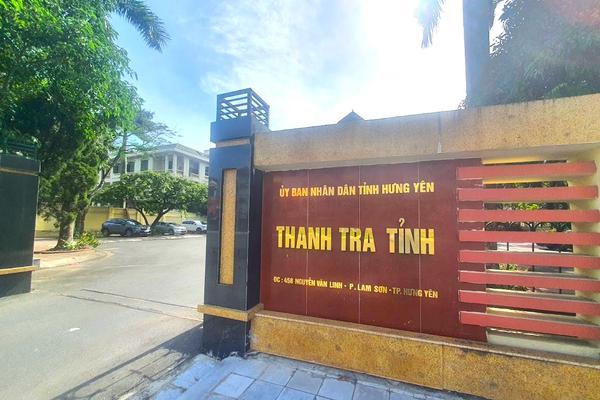 ỦY BAN NHÂN DÂN TỈNH HƯNG YÊN
THANH TRA TỈNH
ĐC : 458 NGUYỄN VĂN LINH - P. LAM SƠN - TP. HƯNG YÊN